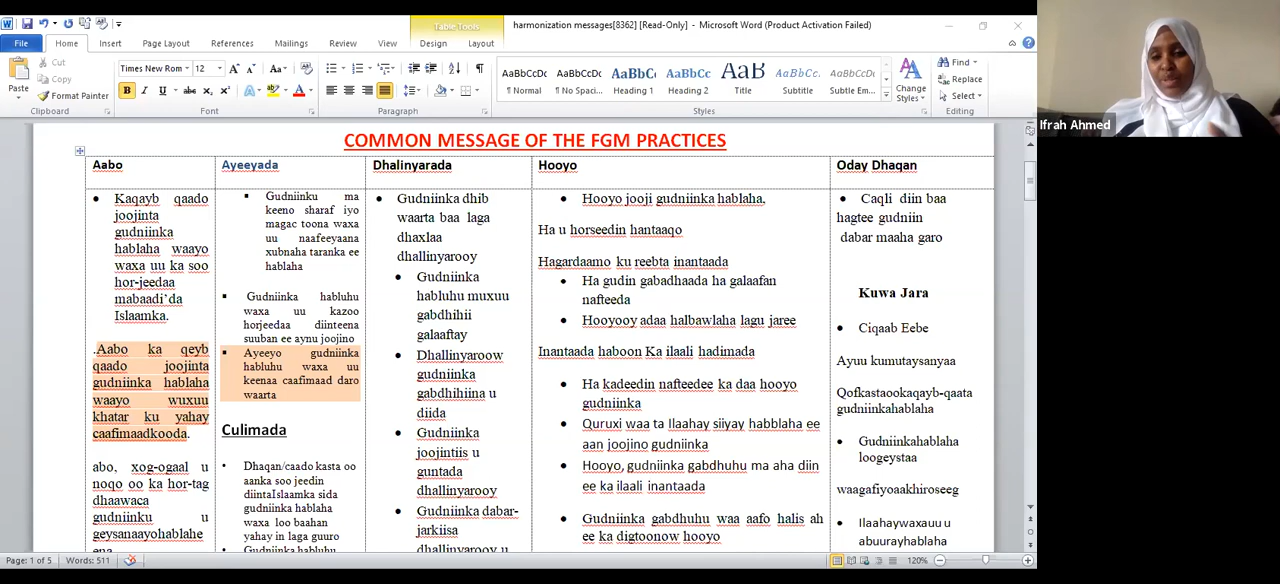 harmonization messages[8362] [Read-Only] - Microsoft Word (Product Activation Failed)
Table Tools
File Home Insert Page Layout References Mailings Review View Design Layout
Cut
Copy
Format Painter
Paste
Clipboard
Times New Rom 12
Font
Paragraph
AaBbCcDc AaBbCcDc AaBbC AaBbCc AaB AaBbCc. AaBbCcDc
¶ Normal ¶ No Spaci... Heading 1 Heading 2 Title Subtitle Subtle Em...
Styles
Change
Styles
Find
Replace
Select
Editing
Ifrah Ahmed
COMMON MESSAGE OF THE FGM PRACTICES
Aabo
Kaqayb qaado
joojinta
gudniinka
hablaha waayo
waxa uu ka soo
hor-jeedaa
mabaadi’da
Islaamka.
.Aabo ka qeyb
qaado joojinta
gudniinka hablaha
waayo wuxuu
khatar ku yahay
caafimaadkooda.
abo, xog-ogaal u
noqo oo ka hor-tag
dhaawaca
gudniinku u
geysanaayohablahe
ena
Ayeeyada
Gudniinku ma
keeno sharaf iyo
magac toona waxa
uu naafeeyaana
xubnaha taranka ee
hablaha
Gudniinka habluhu
waxa uu kazoo
horjeedaa diinteena
suuban ee aynu joojino
Ayeeyo gudniinka
habluhu waxa uu
keenaa caafimaad daro
waarta
Culimada
Dhaqan/caado kasta oo
aanka soo jeedin
diintaIslaamka sida
gudniinka hablaha
waxa loo baahan
yahay in laga guuro
Gudniinka habluhu
Dhalinyarada
Gudniinka dhib
waarta baa laga
dhaxlaa
dhallinyarooy
Gudniinka
habluhu muxuu
gabdhihii
galaaftay
Dhallinyaroow
gudniinka
gabdhihiina u
diida
Gudniinka
joojintiis u
guntada
dhallinyarooy
Gudniinka dabar-
jarkiisa
dhallinyarooy u
Hooyo
Hooyo jooji gudniinka hablaha,
Ha u horseedin hantaaqo
Hagardaamo ku reebta inantaada
Ha gudin gabadhaada ha galaafan
nafteeda
Hooyooy adaa halbawlaha lagu jaree
Inantaada haboon Ka ilaali hadimada
Ha kadeedin nafteedee ka daa hooyo
gudniinka
Quruxi waa ta Ilaahay siiyay habblaha ee
aan joojino gudniinka
Hooyo, gudniinka gabdhuhu ma aha diin
ee ka ilaali inantaada
Gudniinka gabdhuhu waa aafo halis ah
ee ka digtoonow hooyo
Oday Dhaqan
Caqli diin baa
hagtee gudniin
dabar maaha garo
Kuwa Jara
Ciqaab Eebe
Ayuu kumutaysanyaa
Qofkastaookaqayb-qaata
gudniinkahablaha
Gudniinkahablaha
loogeystaa
waagafiyoaakhiroseeg
Ilaahaywaxauu u
abuurayhablaha
Page: 1 of 5 Words: 511
120%